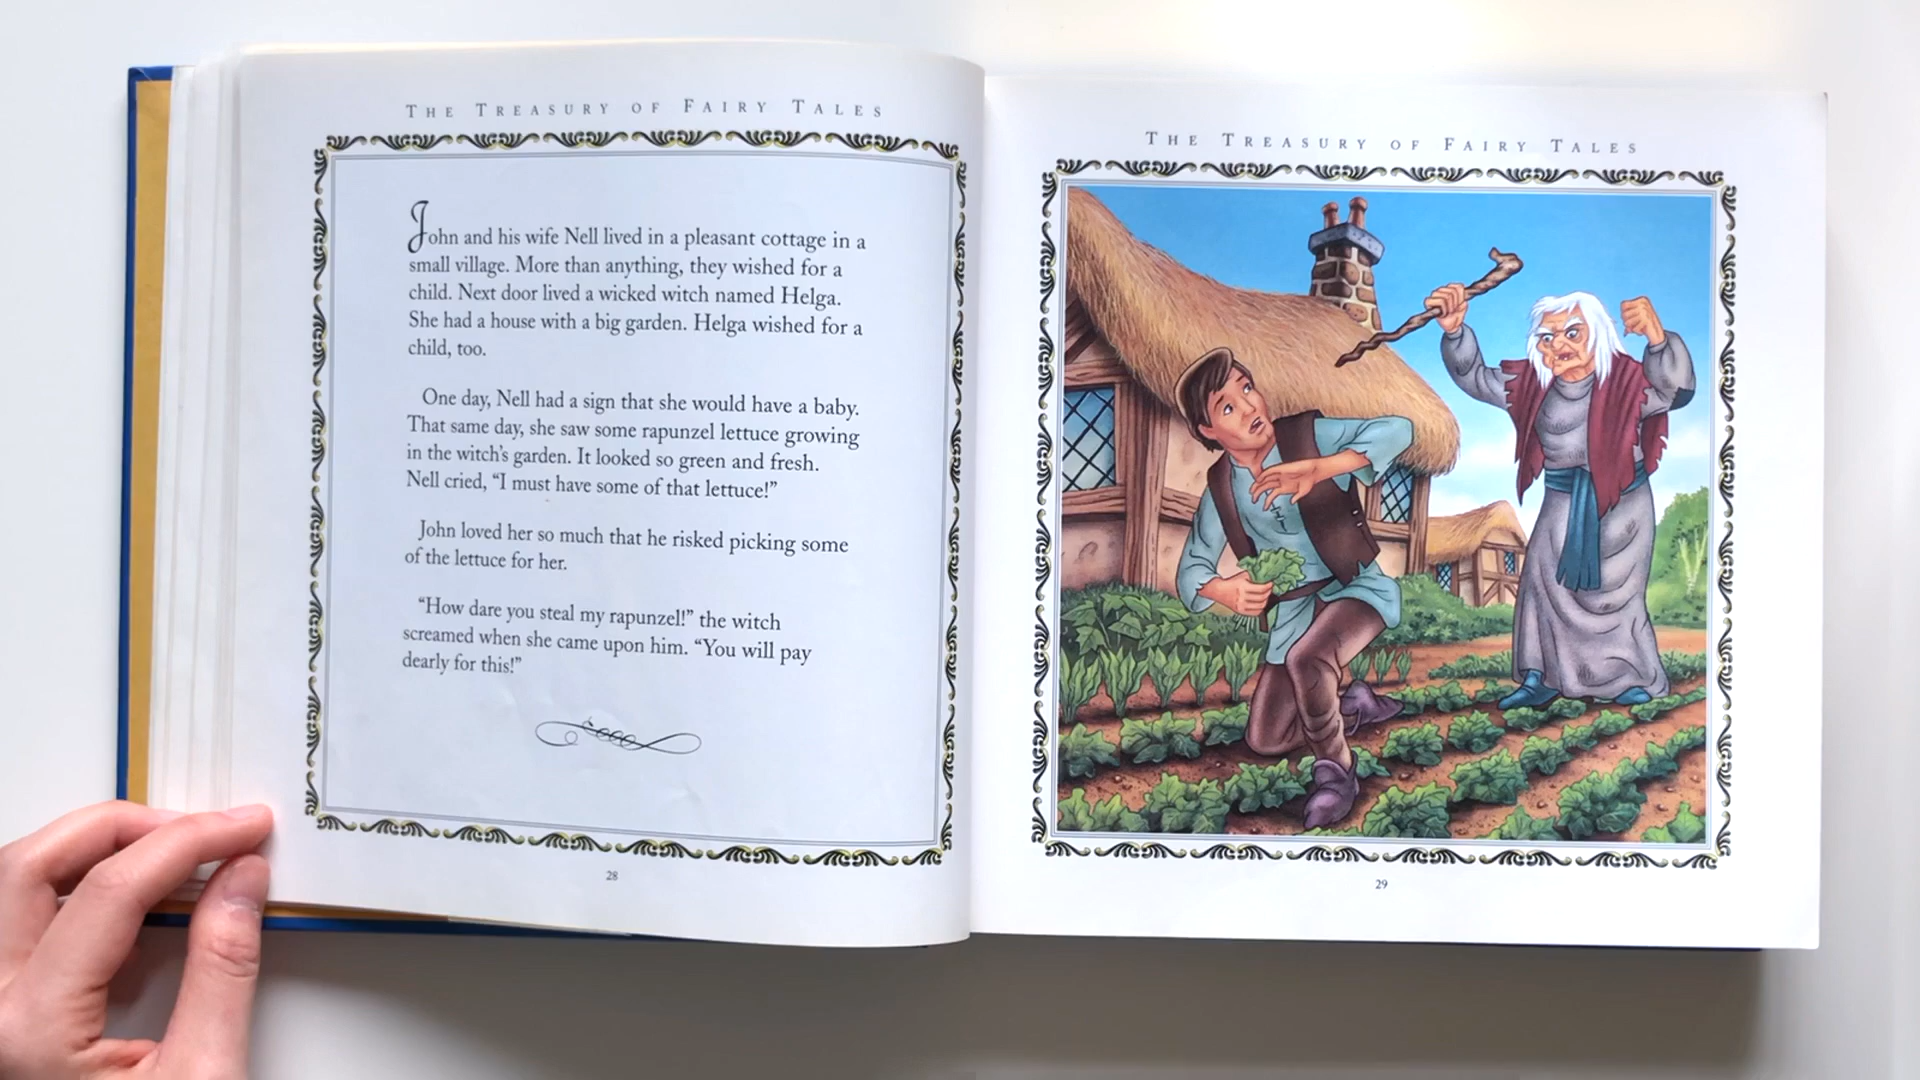 THE TREASURY OF FAIRY TALES
John and his wife Nell lived in a pleasant cottage in a
small village. More than anything, they wished for a
child. Next door lived a wicked witch named Helga.
She had a house with a big garden. Helga wished for a
child, too.
One day, Nell had a sign that she would have a baby.
That same day, she saw some rapunzel lettuce growing
in the witch's garden. It looked so green and fresh.
Nell cried, “I must have some of that lettuce!”
John loved her so much that he risked picking some
of the lettuce for her.
“How dare you steal my rapunzel!” the witch
screamed when she came upon him. “You will pay
dearly for this!”
28
THE TREASURY OF FAIRY TALES
29